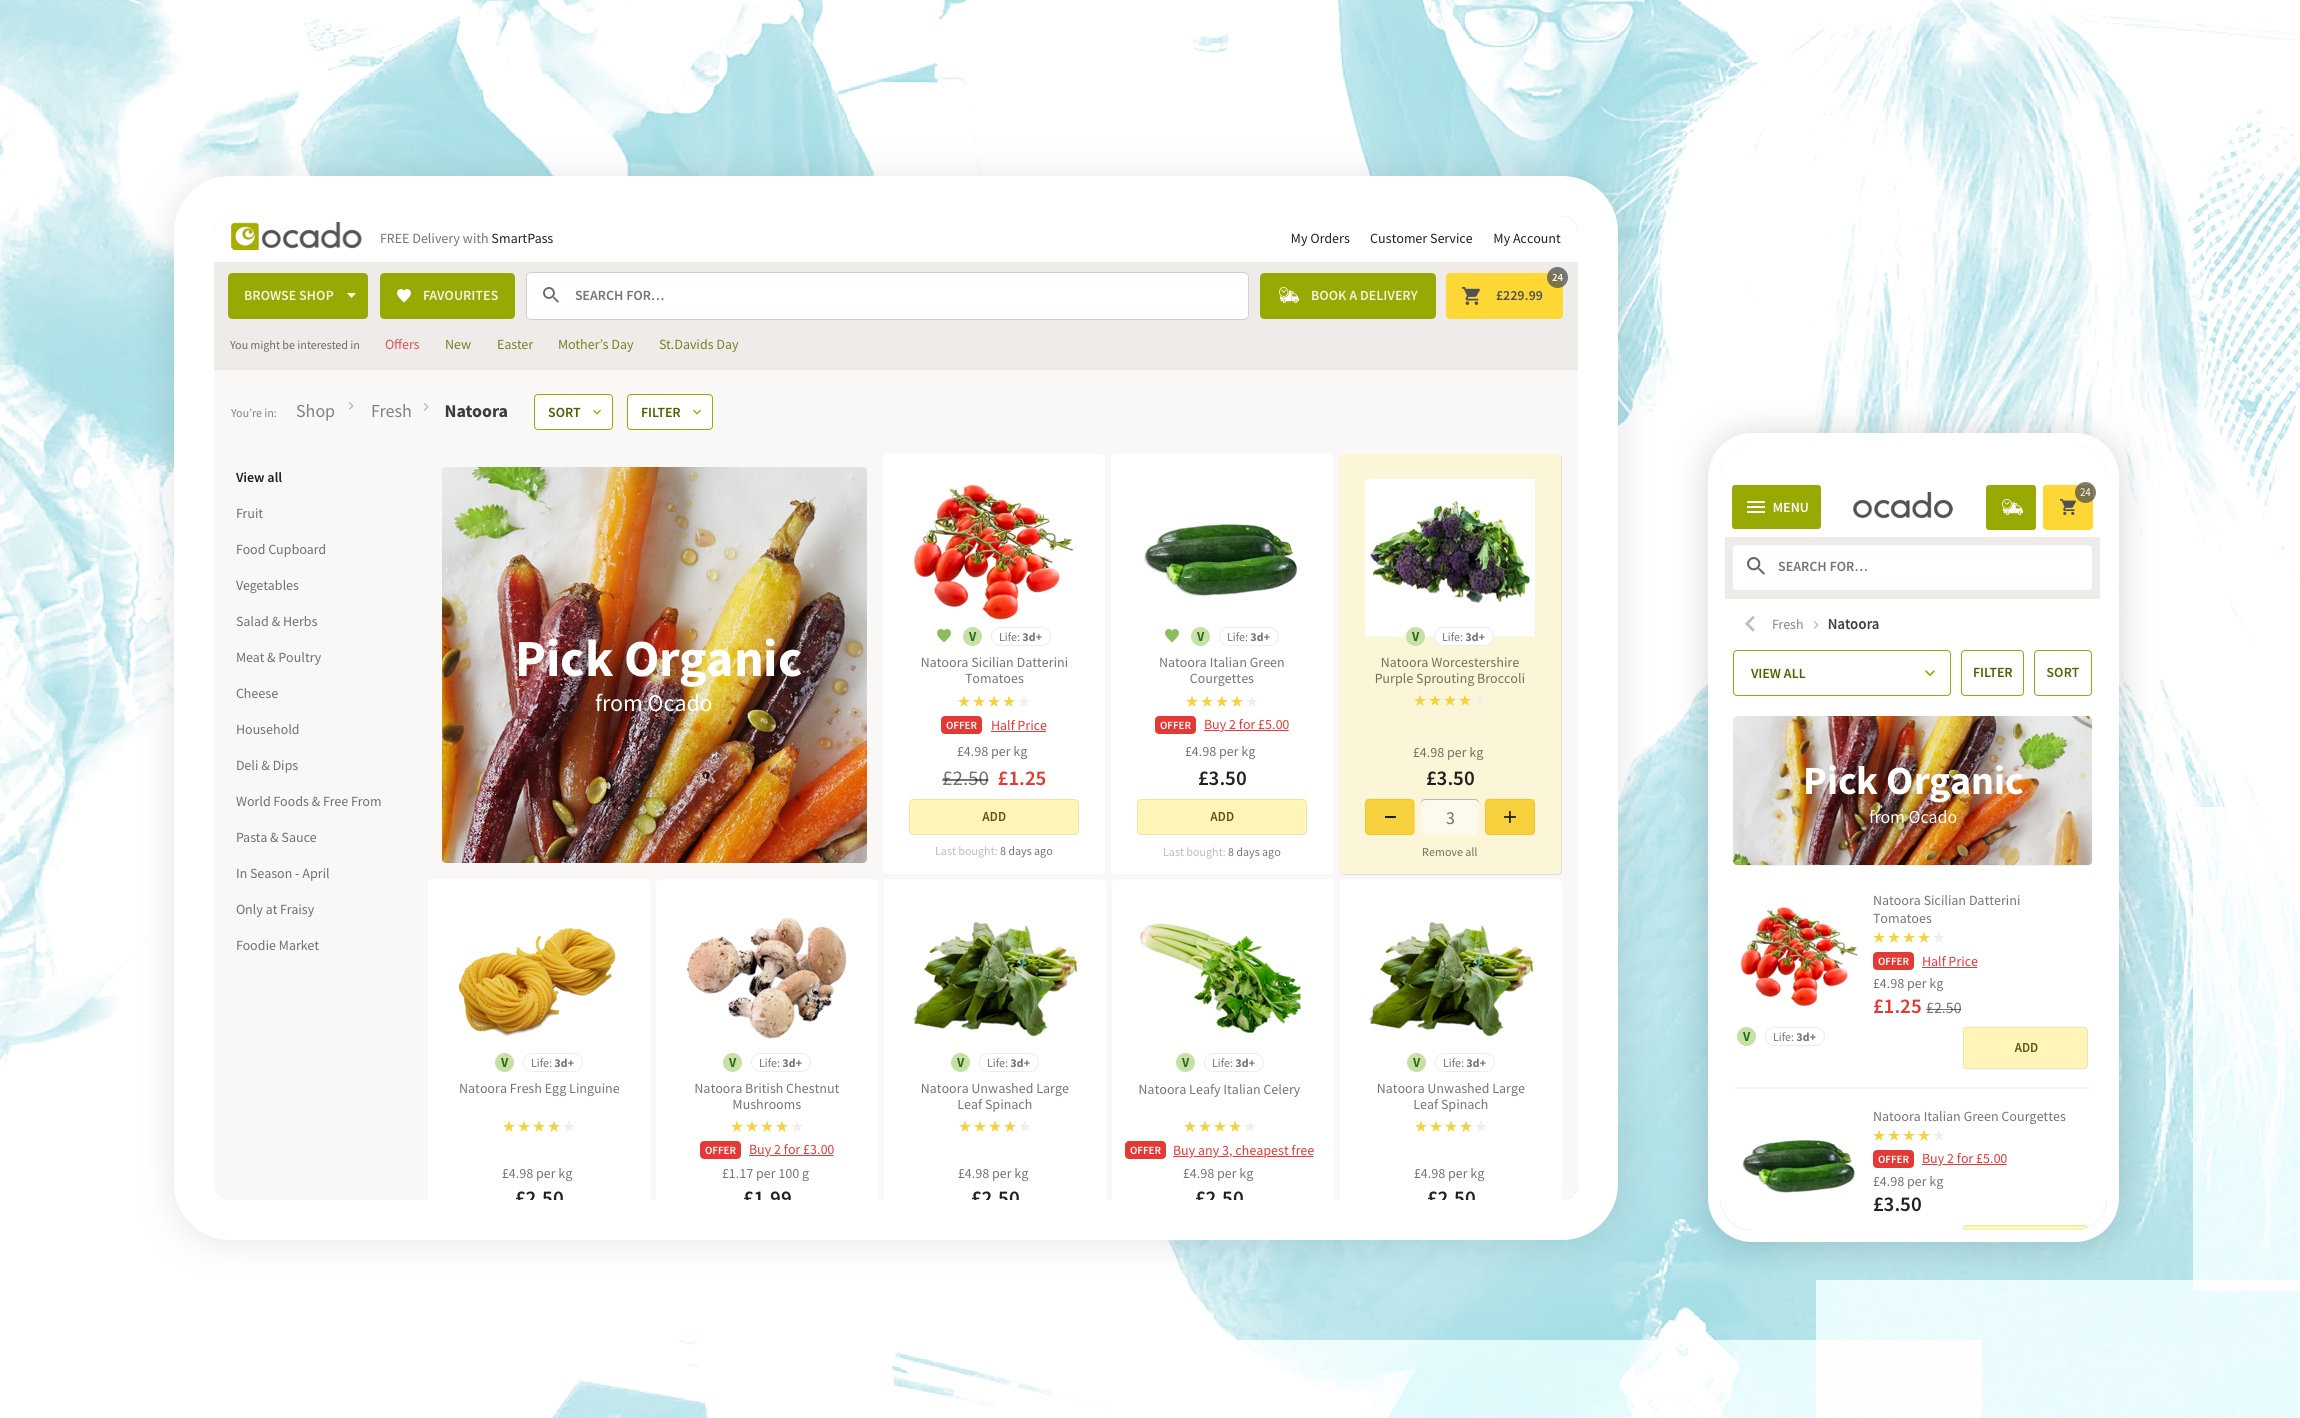 ocado
FREE Delivery with SmartPass
My Orders
Customer Service
My Account
BROWSE SHOP
FAVOURITES
SEARCH FOR...
BOOK A DELIVERY
£229.99
24
You might be interested in
Offers
New
Easter
Mother's Day
St.Davids Day
You're in:
Shop
Fresh
Natoora
SORT
FILTER
View all
Fruit
Food Cupboard
Vegetables
Salad & Herbs
Meat & Poultry
Cheese
Household
Deli & Dips
World Foods & Free From
Pasta & Sauce
In Season - April
Only at Fraisy
Foodie Market
Pick Organic
from Ocado
V
Life: 3d+
Natoora Sicilian Datterini
Tomatoes
OFFER
Half Price
£4.98 per kg
£2.50 £1.25
ADD
Last bought: 8 days ago
V
Life: 3d+
Natoora Italian Green
Courgettes
OFFER
Buy 2 for £5.00
£4.98 per kg
£3.50
ADD
Last bought: 8 days ago
V
Life: 3d+
Natoora Worcestershire
Purple Sprouting Broccoli
£4.98 per kg
£3.50
− 3 +
Remove all
V
Life: 3d+
Natoora Fresh Egg Linguine
£4.98 per kg
£2.50
V
Life: 3d+
Natoora British Chestnut
Mushrooms
OFFER
Buy 2 for £3.00
£1.17 per 100 g
£1.99
V
Life: 3d+
Natoora Unwashed Large
Leaf Spinach
£4.98 per kg
£2.50
V
Life: 3d+
Natoora Leafy Italian Celery
OFFER
Buy any 3, cheapest free
£4.98 per kg
£2.50
V
Life: 3d+
Natoora Unwashed Large
Leaf Spinach
£4.98 per kg
£2.50
MENU
ocado
24
SEARCH FOR...
Fresh
Natoora
VIEW ALL
FILTER
SORT
Pick Organic
from Ocado
Natoora Sicilian Datterini
Tomatoes
OFFER
Half Price
£4.98 per kg
£1.25 £2.50
V
Life: 3d+
ADD
Natoora Italian Green Courgettes
OFFER
Buy 2 for £5.00
£4.98 per kg
£3.50